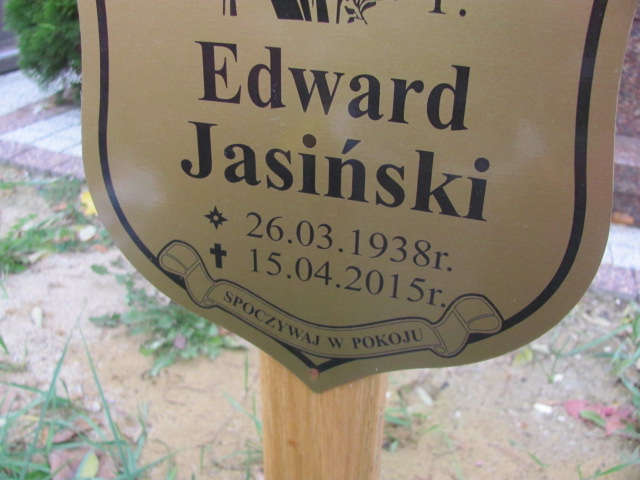 Edward
Jasiński
26.03.1938r.
15.04.2015r.
SPOCZYWAJ W POKOJU